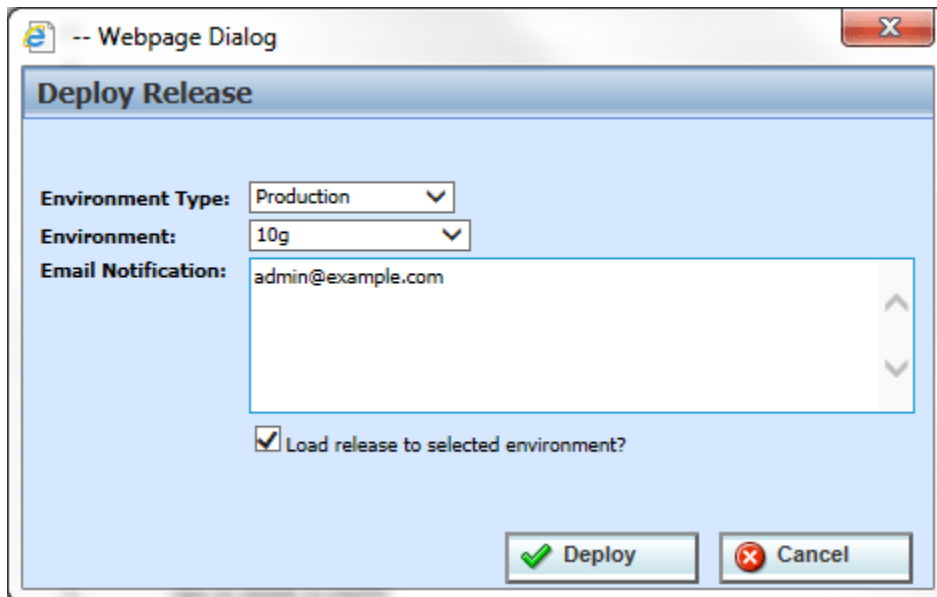 -- Webpage Dialog
Deploy Release
Environment Type: Production
Environment: 10g
Email Notification: admin@example.com
Load release to selected environment?
Deploy Cancel